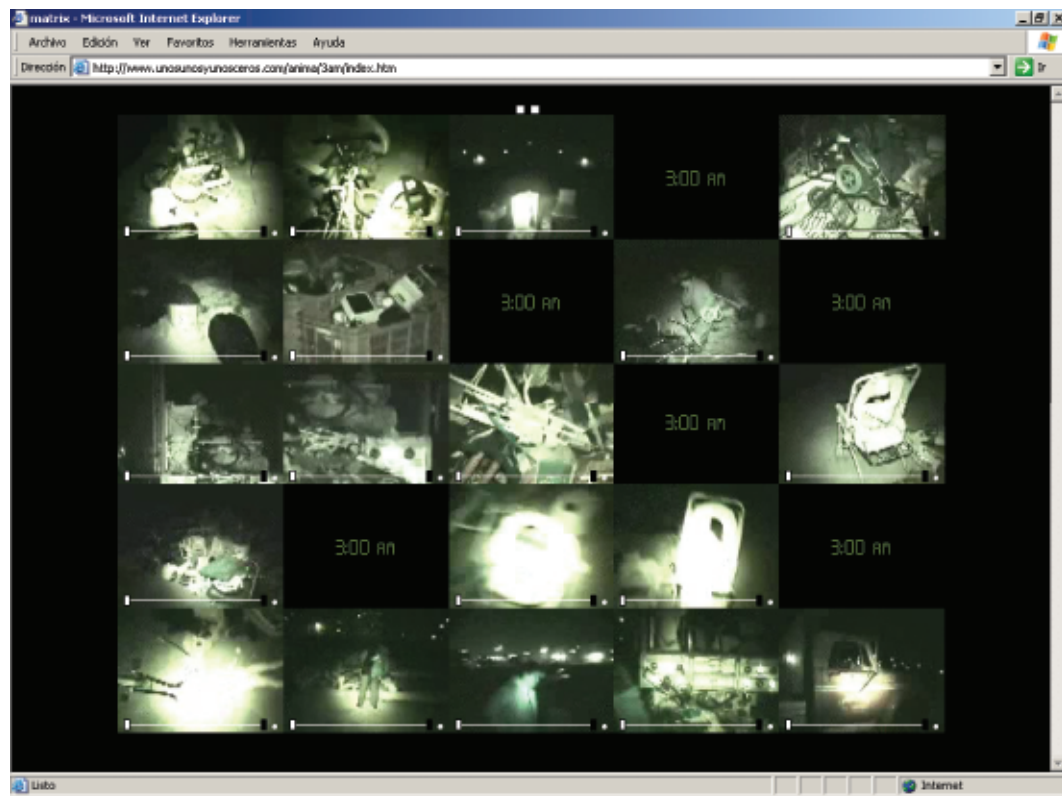 matrix - Microsoft Internet Explorer
Archivo Edición Ver Favoritos Herramientas Ayuda
Dirección http://www.unosunosyunosceros.com/anima/3am/index.htm Ir
3:00 AM
3:00 AM 3:00 AM
3:00 AM
3:00 AM 3:00 AM
Listo Internet